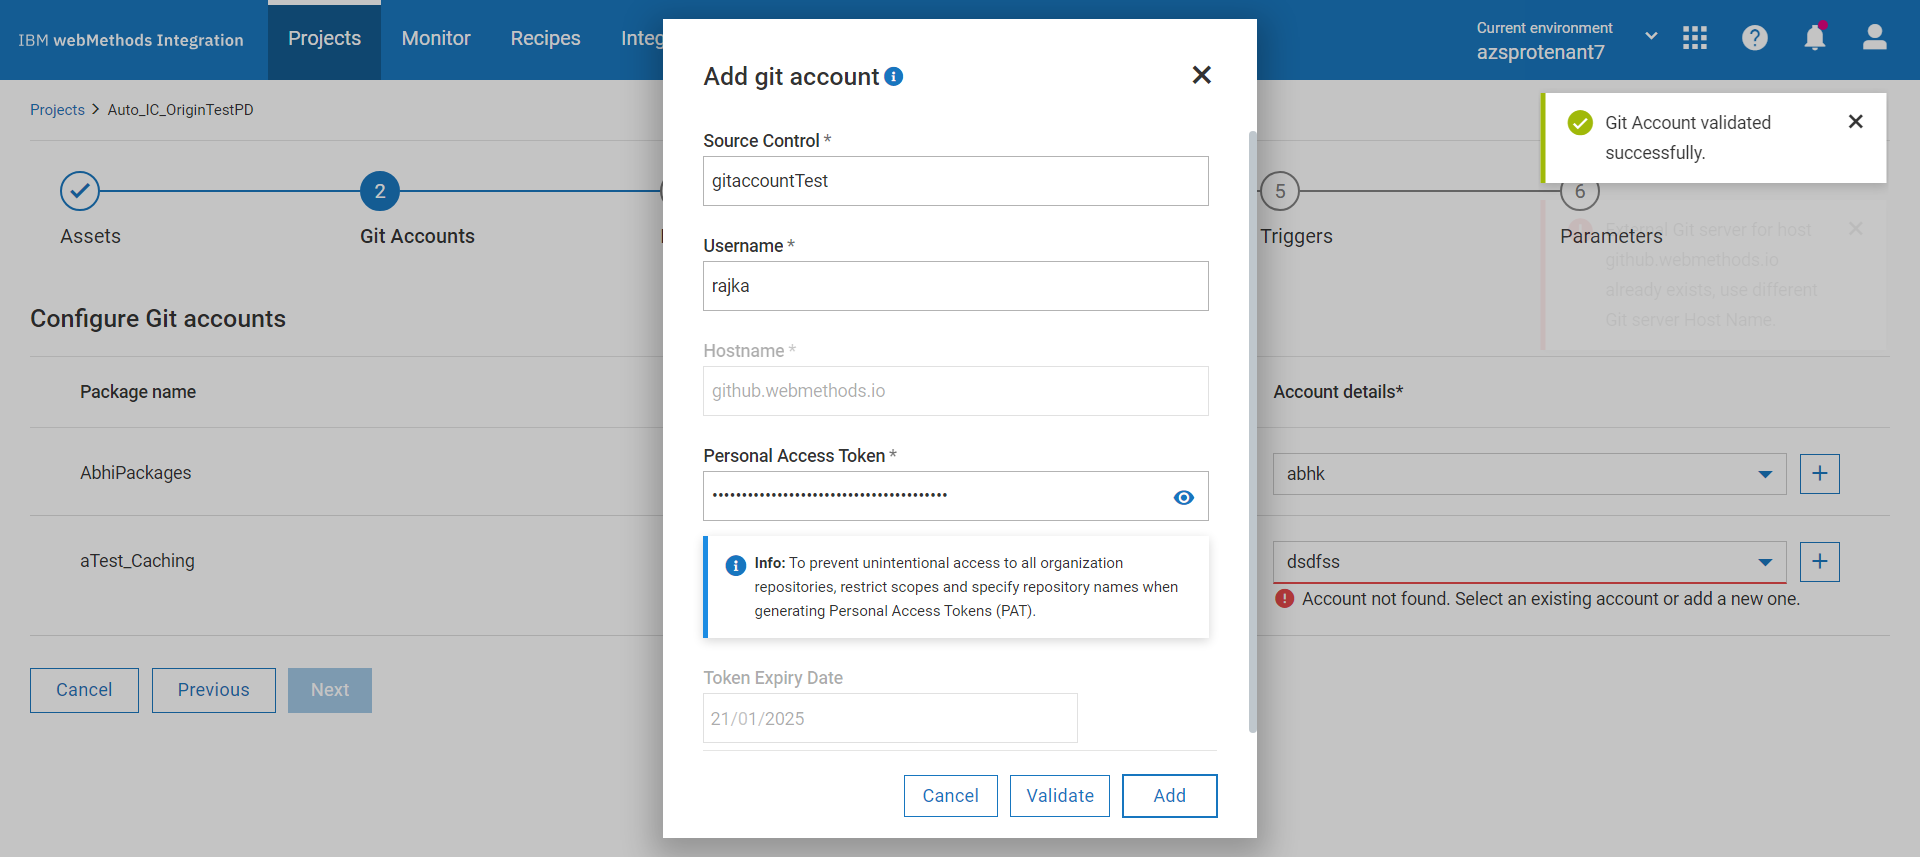 IBM webMethods Integration
Projects
Monitor
Recipes
Integ
Current environment
azsprotenant7
Projects > Auto_IC_OriginTestPD
Assets
2
Git Accounts
5
Triggers
6
Parameters
Git Account validated
successfully.
External Git server for host
github.webmethods.io
already exists, use different
Git server Host Name.
Configure Git accounts
Package name
Account details*
AbhiPackages
abhk
aTest_Caching
dsdfss
Account not found. Select an existing account or add a new one.
Cancel
Previous
Next
Add git account
Source Control *
gitaccountTest
Username *
rajka
Hostname *
github.webmethods.io
Personal Access Token *
Info: To prevent unintentional access to all organization
repositories, restrict scopes and specify repository names when
generating Personal Access Tokens (PAT).
Token Expiry Date
21/01/2025
Cancel
Validate
Add